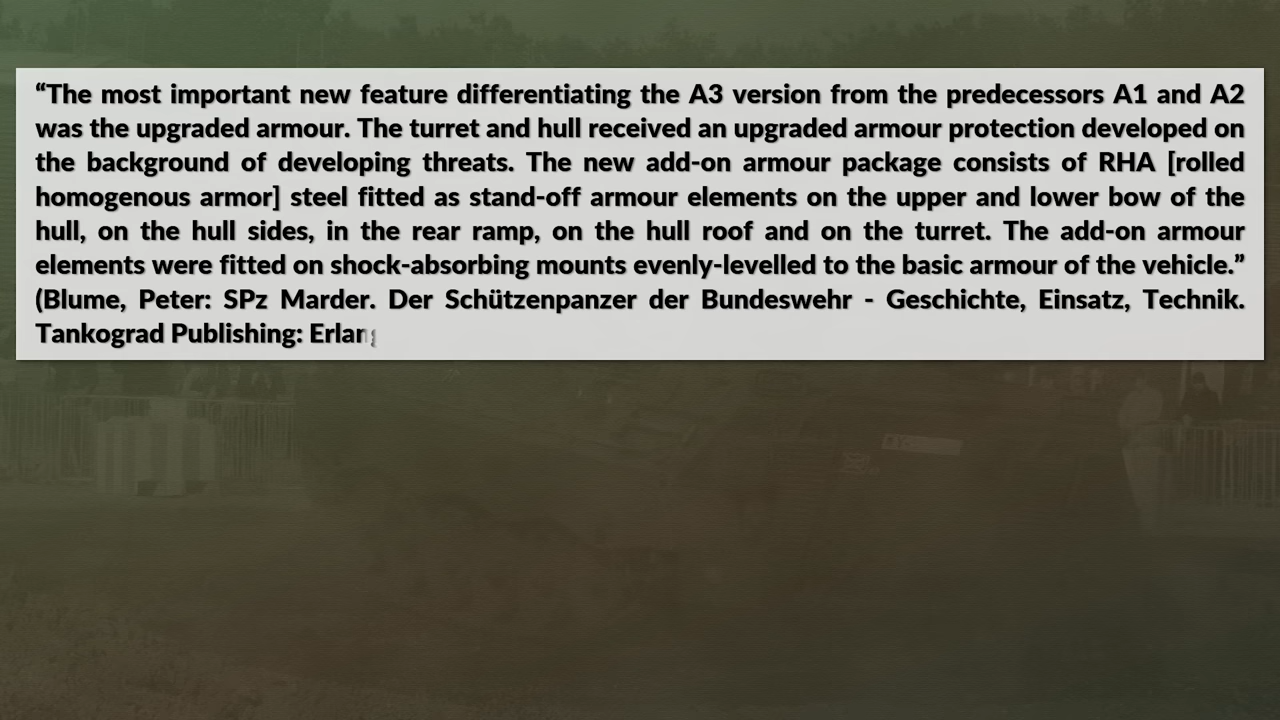 “The most important new feature differentiating the A3 version from the predecessors A1 and A2
was the upgraded armour. The turret and hull received an upgraded armour protection developed on
the background of developing threats. The new add-on armour package consists of RHA [rolled
homogenous armor] steel fitted as stand-off armour elements on the upper and lower bow of the
hull, on the hull sides, in the rear ramp, on the hull roof and on the turret. The add-on armour
elements were fitted on shock-absorbing mounts evenly-levelled to the basic armour of the vehicle.”
(Blume, Peter: SPz Marder. Der Schützenpanzer der Bundeswehr - Geschichte, Einsatz, Technik.
Tankograd Publishing: